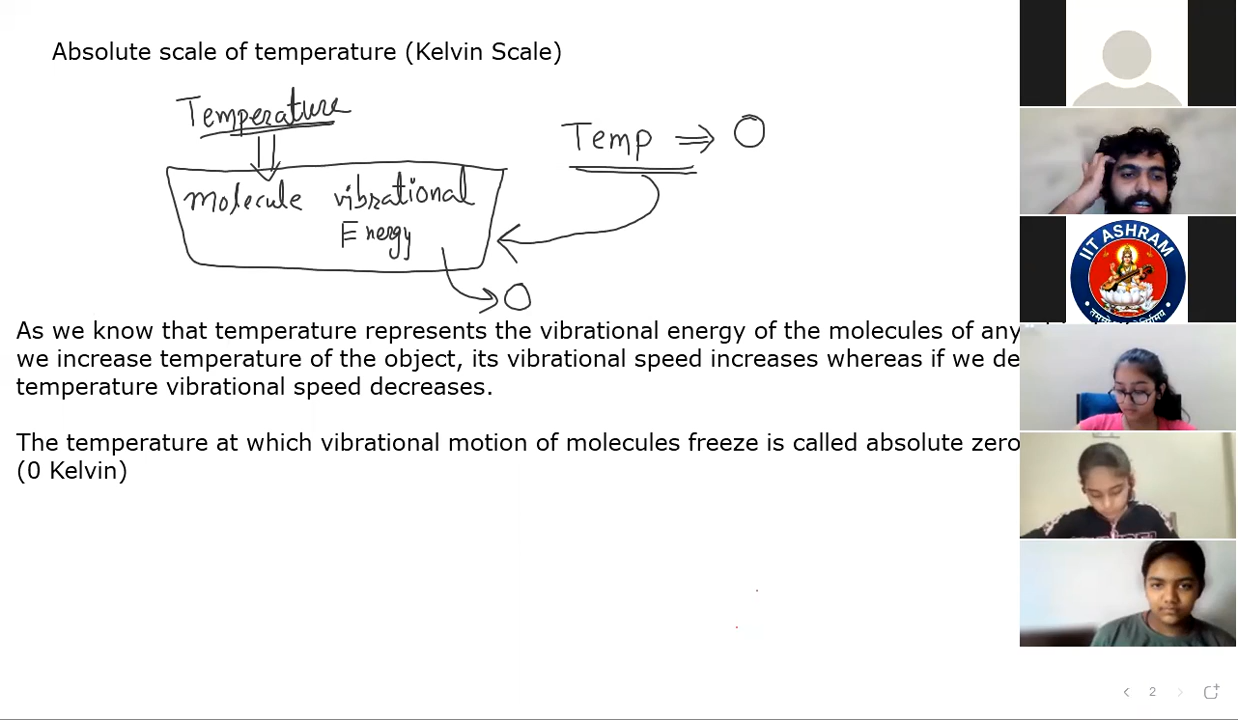 Absolute scale of temperature (Kelvin Scale)
Temperature
Temp ⇒ 0
molecule vibrational
Energy
0
As we know that temperature represents the vibrational energy of the molecules of any
we increase temperature of the object, its vibrational speed increases whereas if we de
temperature vibrational speed decreases.
The temperature at which vibrational motion of molecules freeze is called absolute zero
(0 Kelvin)
IIT ASHRAM
2